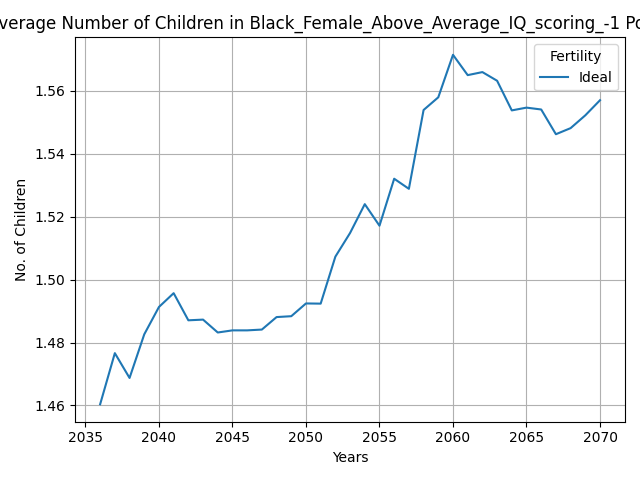 verage Number of Children in Black_Female_Above_Average_IQ_scoring_-1 Po
Fertility
Ideal
1.56
1.54
1.52
1.50
1.48
1.46
No. of Children
2035 2040 2045 2050 2055 2060 2065 2070
Years